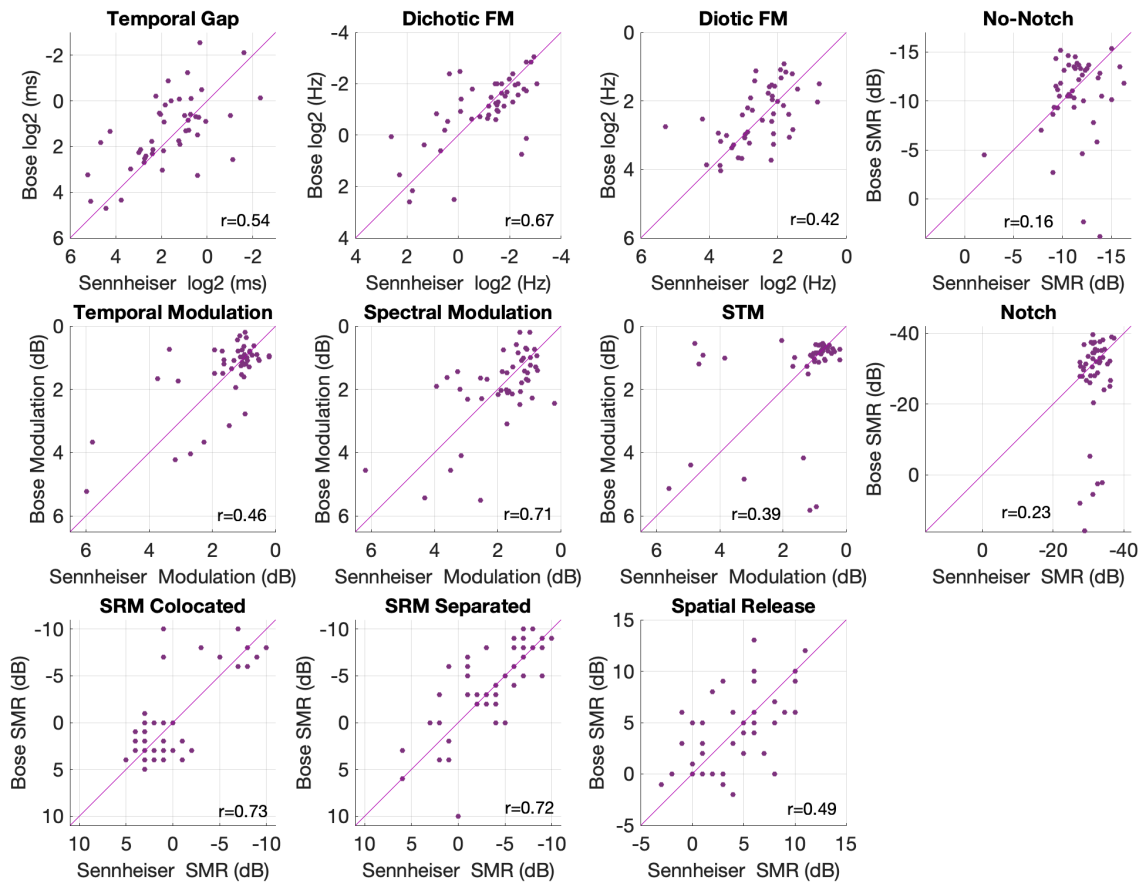 Temporal Gap
Bose log2 (ms)
-2
0
2
4
6
r=0.54
6 4 2 0 -2
Sennheiser log2 (ms)
Dichotic FM
Bose log2 (Hz)
-4
-2
0
2
4
r=0.67
4 2 0 -2 -4
Sennheiser log2 (Hz)
Diotic FM
Bose log2 (Hz)
0
2
4
6
r=0.42
6 4 2 0
Sennheiser log2 (Hz)
No-Notch
Bose SMR (dB)
-15
-10
-5
0
r=0.16
0 -5 -10 -15
Sennheiser SMR (dB)
Temporal Modulation
Bose Modulation (dB)
0
2
4
6
r=0.46
6 4 2 0
Sennheiser Modulation (dB)
Spectral Modulation
Bose Modulation (dB)
0
2
4
6
r=0.71
6 4 2 0
Sennheiser Modulation (dB)
STM
Bose Modulation (dB)
0
2
4
6
r=0.39
6 4 2 0
Sennheiser Modulation (dB)
Notch
Bose SMR (dB)
-40
-20
0
r=0.23
0 -20 -40
Sennheiser SMR (dB)
SRM Colocated
Bose SMR (dB)
-10
-5
0
5
10
r=0.73
10 5 0 -5 -10
Sennheiser SMR (dB)
SRM Separated
Bose SMR (dB)
-10
-5
0
5
10
r=0.72
10 5 0 -5 -10
Sennheiser SMR (dB)
Spatial Release
Bose SMR (dB)
15
10
5
0
-5
r=0.49
-5 0 5 10 15
Sennheiser SMR (dB)